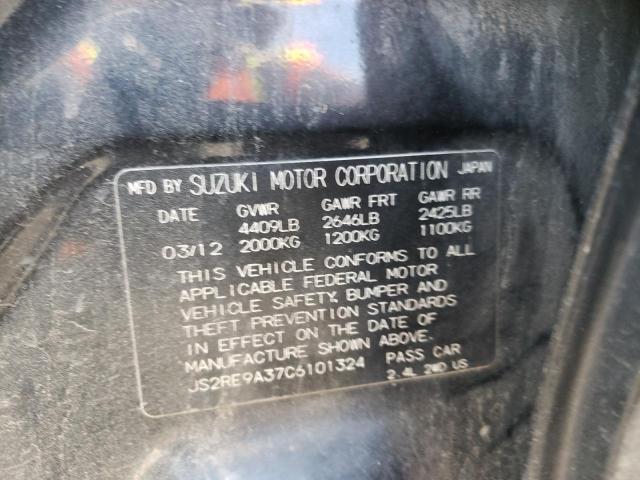 MFD BY SUZUKI MOTOR CORPORATION JAPAN
DATE GVWR GAWR FRT GAWR RR
4409LB 2646LB 2425LB
03/12 2000KG 1200KG 1100KG
THIS VEHICLE CONFORMS TO ALL
APPLICABLE FEDERAL MOTOR
VEHICLE SAFETY, BUMPER AND
THEFT PREVENTION STANDARDS
IN EFFECT ON THE DATE OF
MANUFACTURE SHOWN ABOVE.
JS2RE9A37C6101324 PASS CAR
2.4L 2WD US